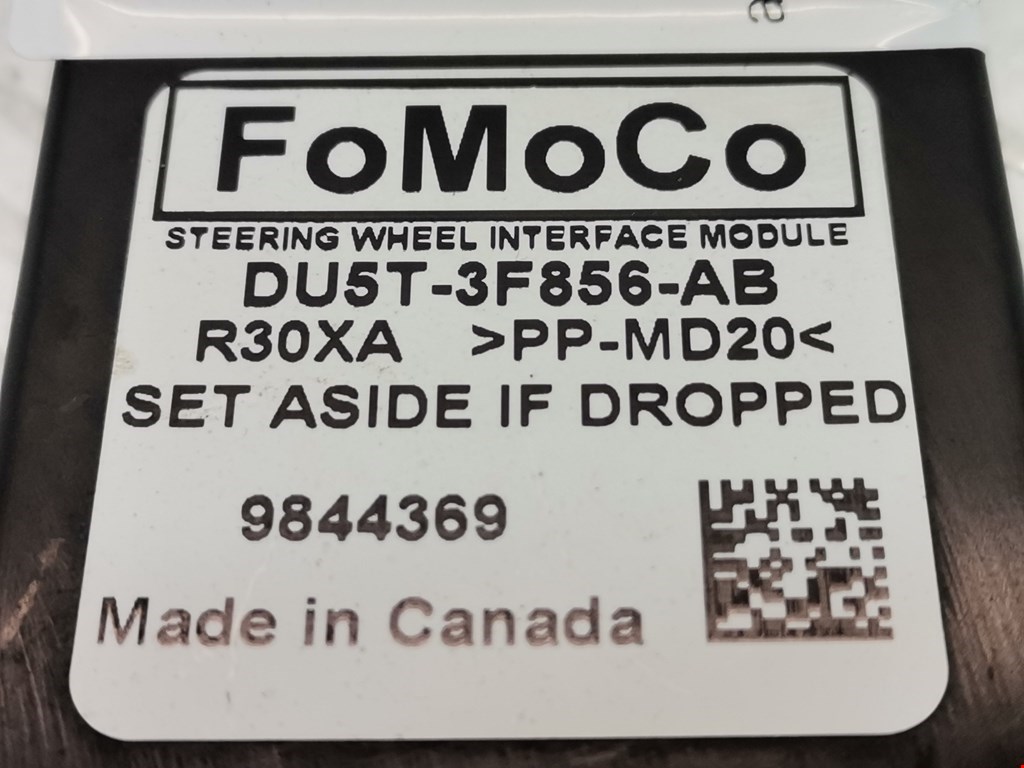 FoMoCo
STEERING WHEEL INTERFACE MODULE
DU5T-3F856-AB
R30XA >PP-MD20<
SET ASIDE IF DROPPED
9844369
Made in Canada